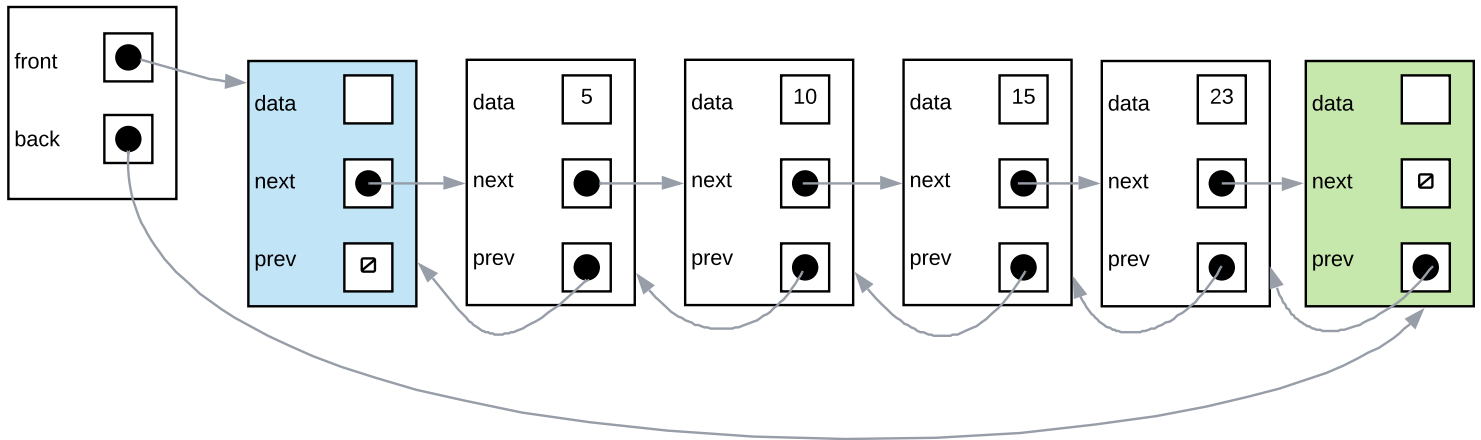 front
back
data
next
prev
data 5
next
prev
data 10
next
prev
data 15
next
prev
data 23
next
prev
data
next
prev